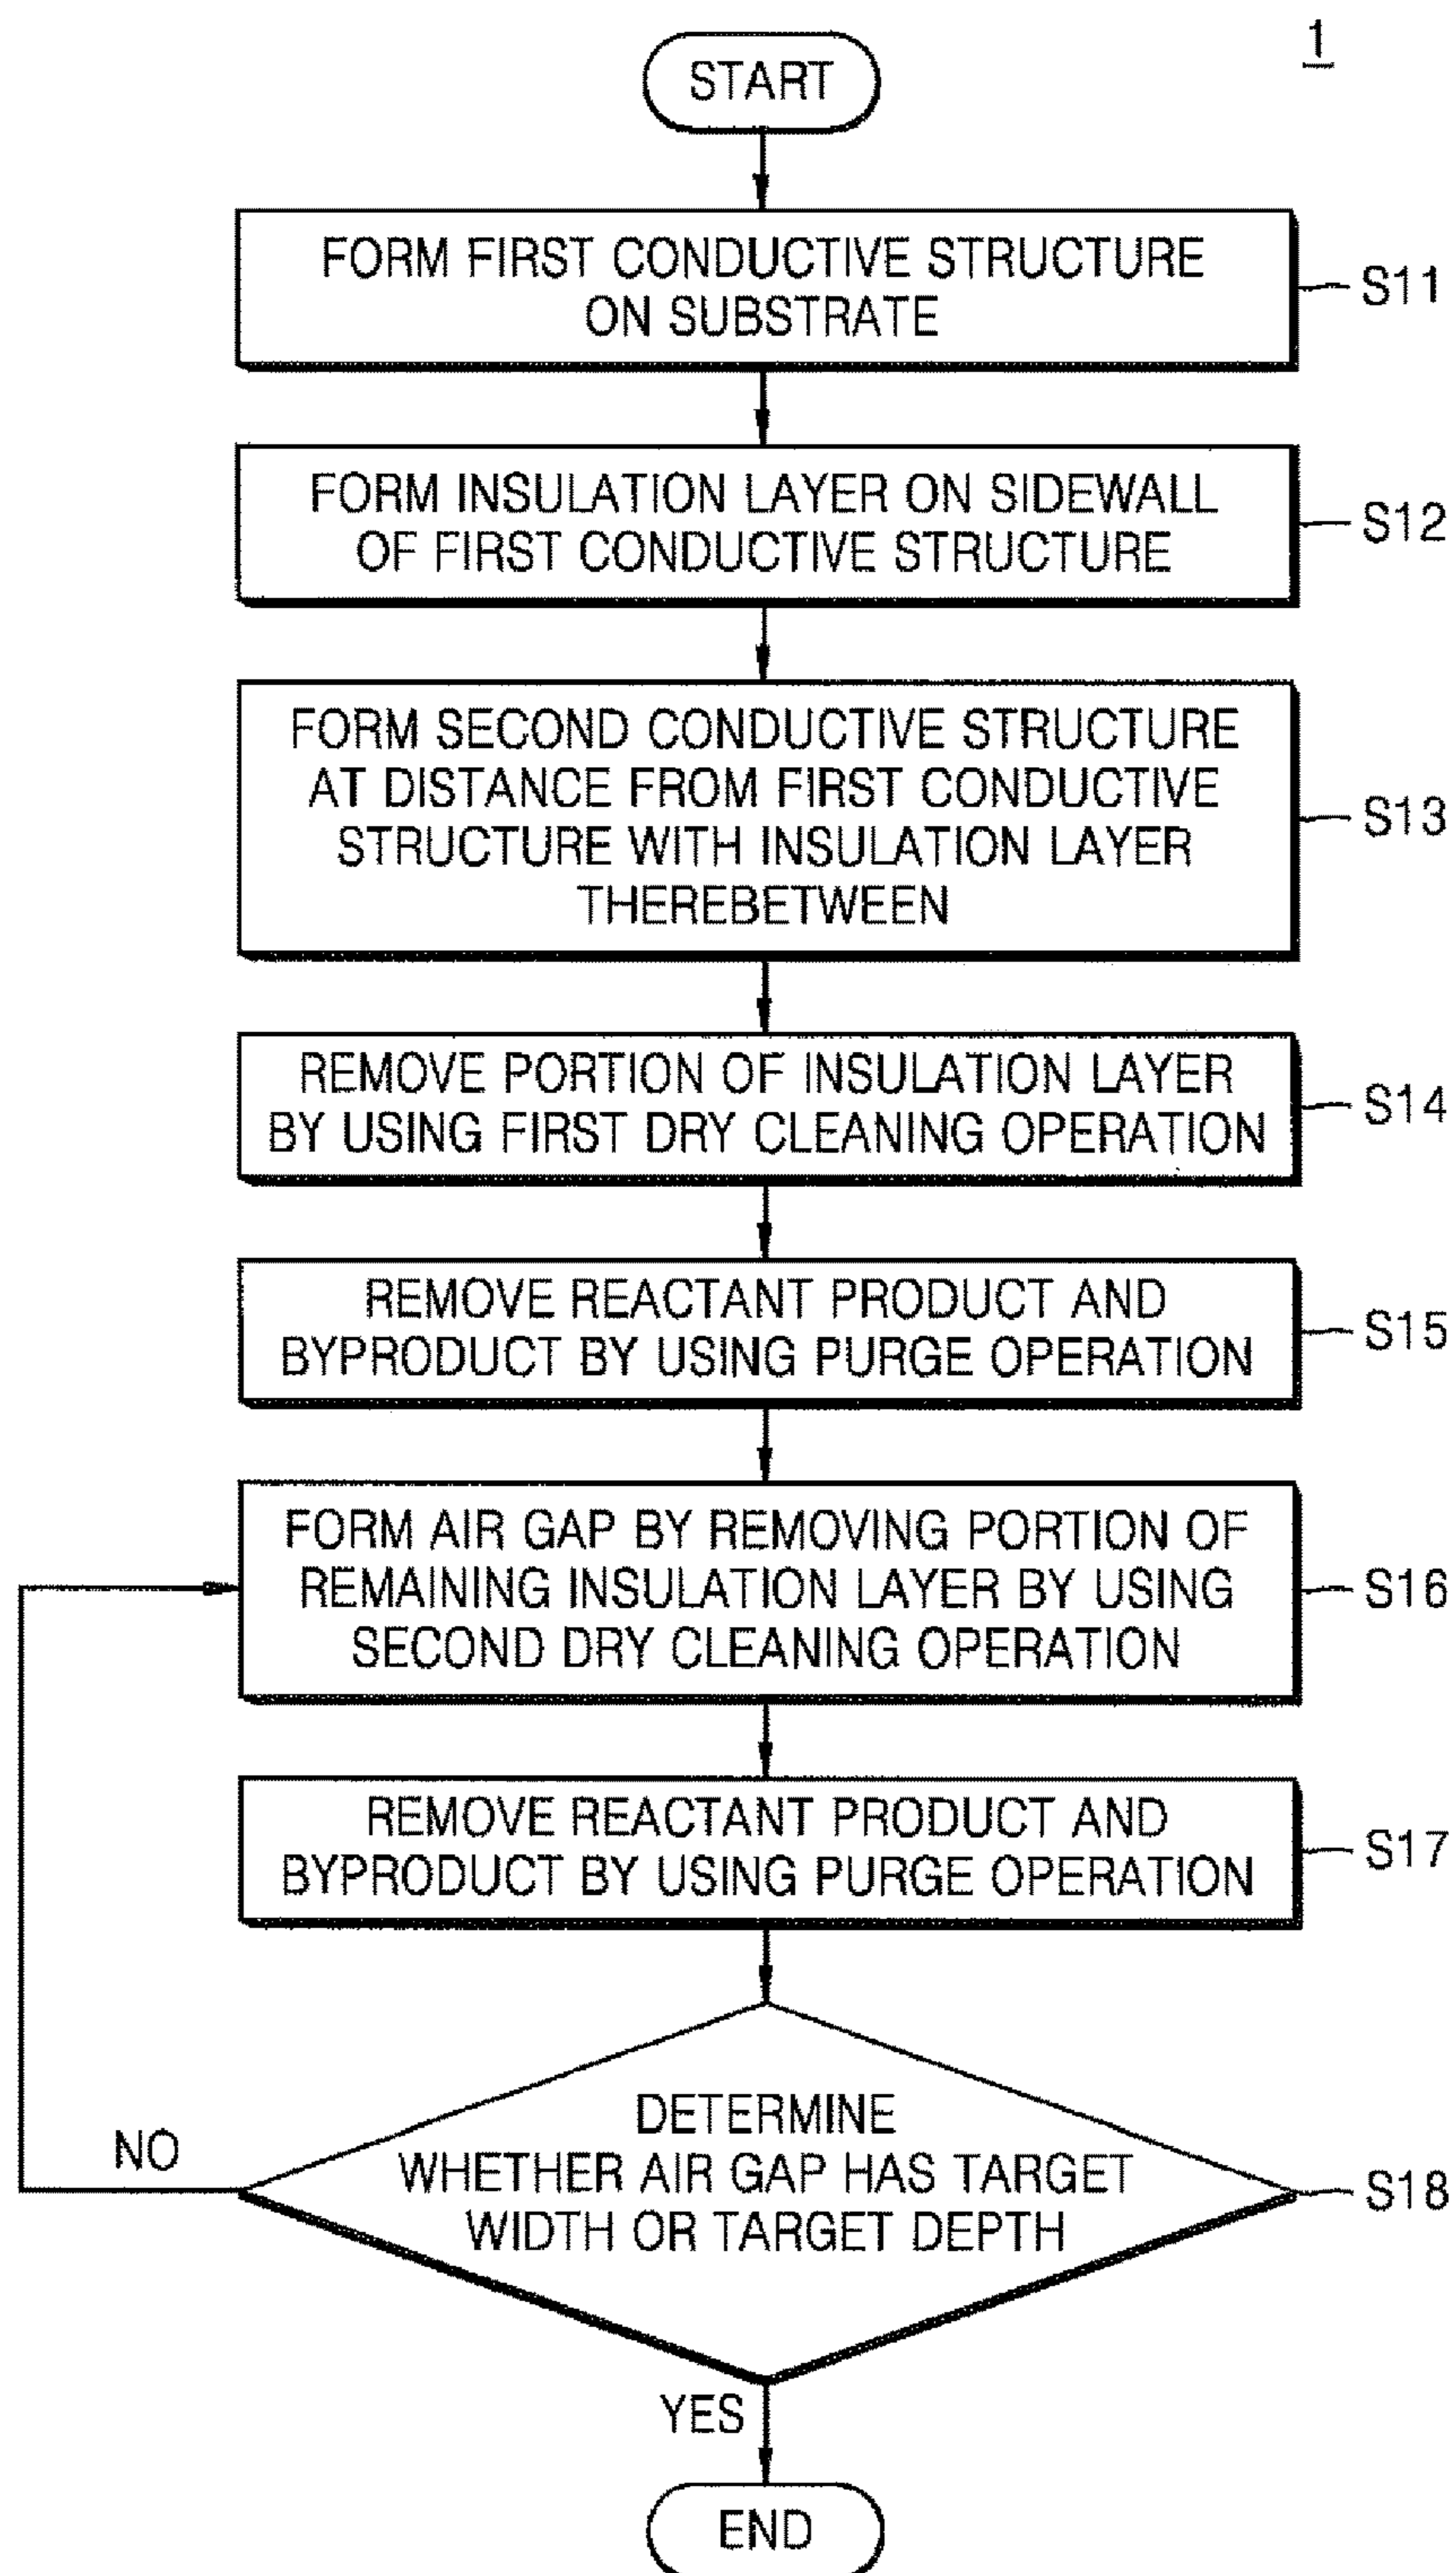 1
START
FORM FIRST CONDUCTIVE STRUCTURE
ON SUBSTRATE
S11
FORM INSULATION LAYER ON SIDEWALL
OF FIRST CONDUCTIVE STRUCTURE
S12
FORM SECOND CONDUCTIVE STRUCTURE
AT DISTANCE FROM FIRST CONDUCTIVE
STRUCTURE WITH INSULATION LAYER
THEREBETWEEN
S13
REMOVE PORTION OF INSULATION LAYER
BY USING FIRST DRY CLEANING OPERATION
S14
REMOVE REACTANT PRODUCT AND
BYPRODUCT BY USING PURGE OPERATION
S15
FORM AIR GAP BY REMOVING PORTION OF
REMAINING INSULATION LAYER BY USING
SECOND DRY CLEANING OPERATION
S16
REMOVE REACTANT PRODUCT AND
BYPRODUCT BY USING PURGE OPERATION
S17
DETERMINE
WHETHER AIR GAP HAS TARGET
WIDTH OR TARGET DEPTH
S18
NO
YES
END